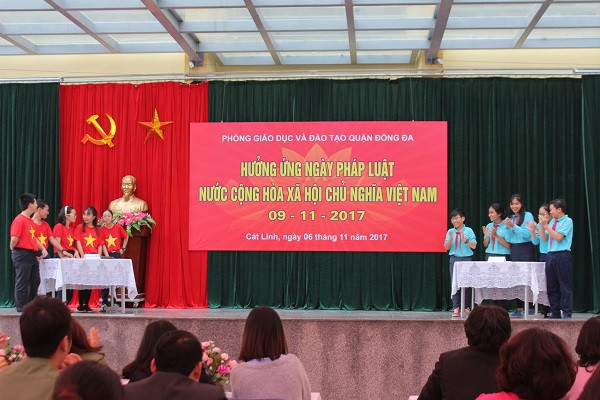 PHÒNG GIÁO DỤC VÀ ĐÀO TẠO QUẬN ĐỐNG ĐA
HƯỞNG ỨNG NGÀY PHÁP LUẬT
NƯỚC CỘNG HÒA XÃ HỘI CHỦ NGHĨA VIỆT NAM
09 - 11 - 2017
Cát Linh, ngày 06 tháng 11 năm 2017